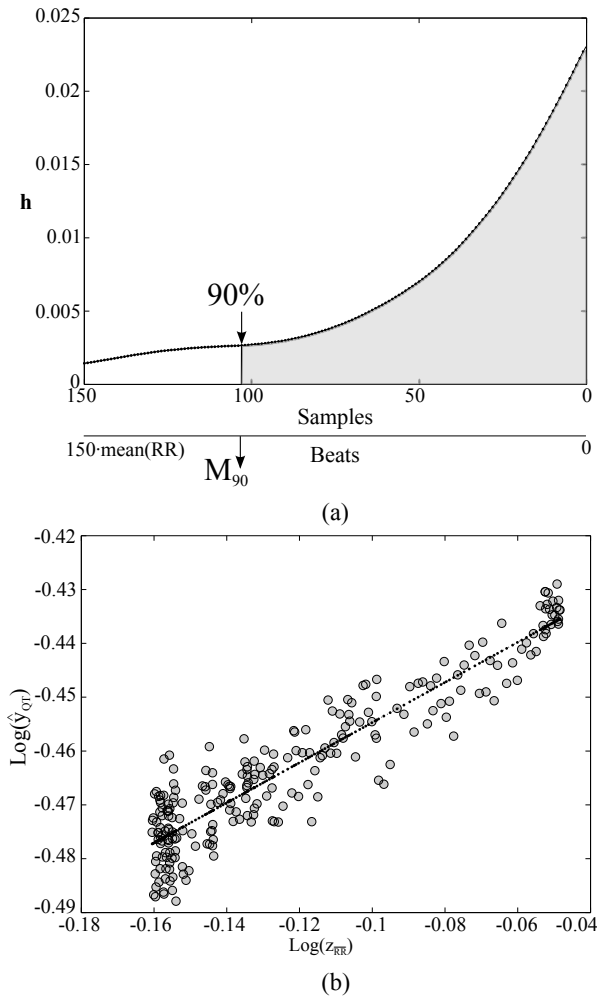 0.025
0.02
0.015
h
0.01
90%
0.005
0
150 100 50 0
Samples
150·mean(RR) Beats 0
M90
(a)
-0.42
-0.43
-0.44
-0.45
Log(ŷQT)
-0.46
-0.47
-0.48
-0.49
-0.18 -0.16 -0.14 -0.12 -0.1 -0.08 -0.06 -0.04
Log(zR̅R̅)
(b)